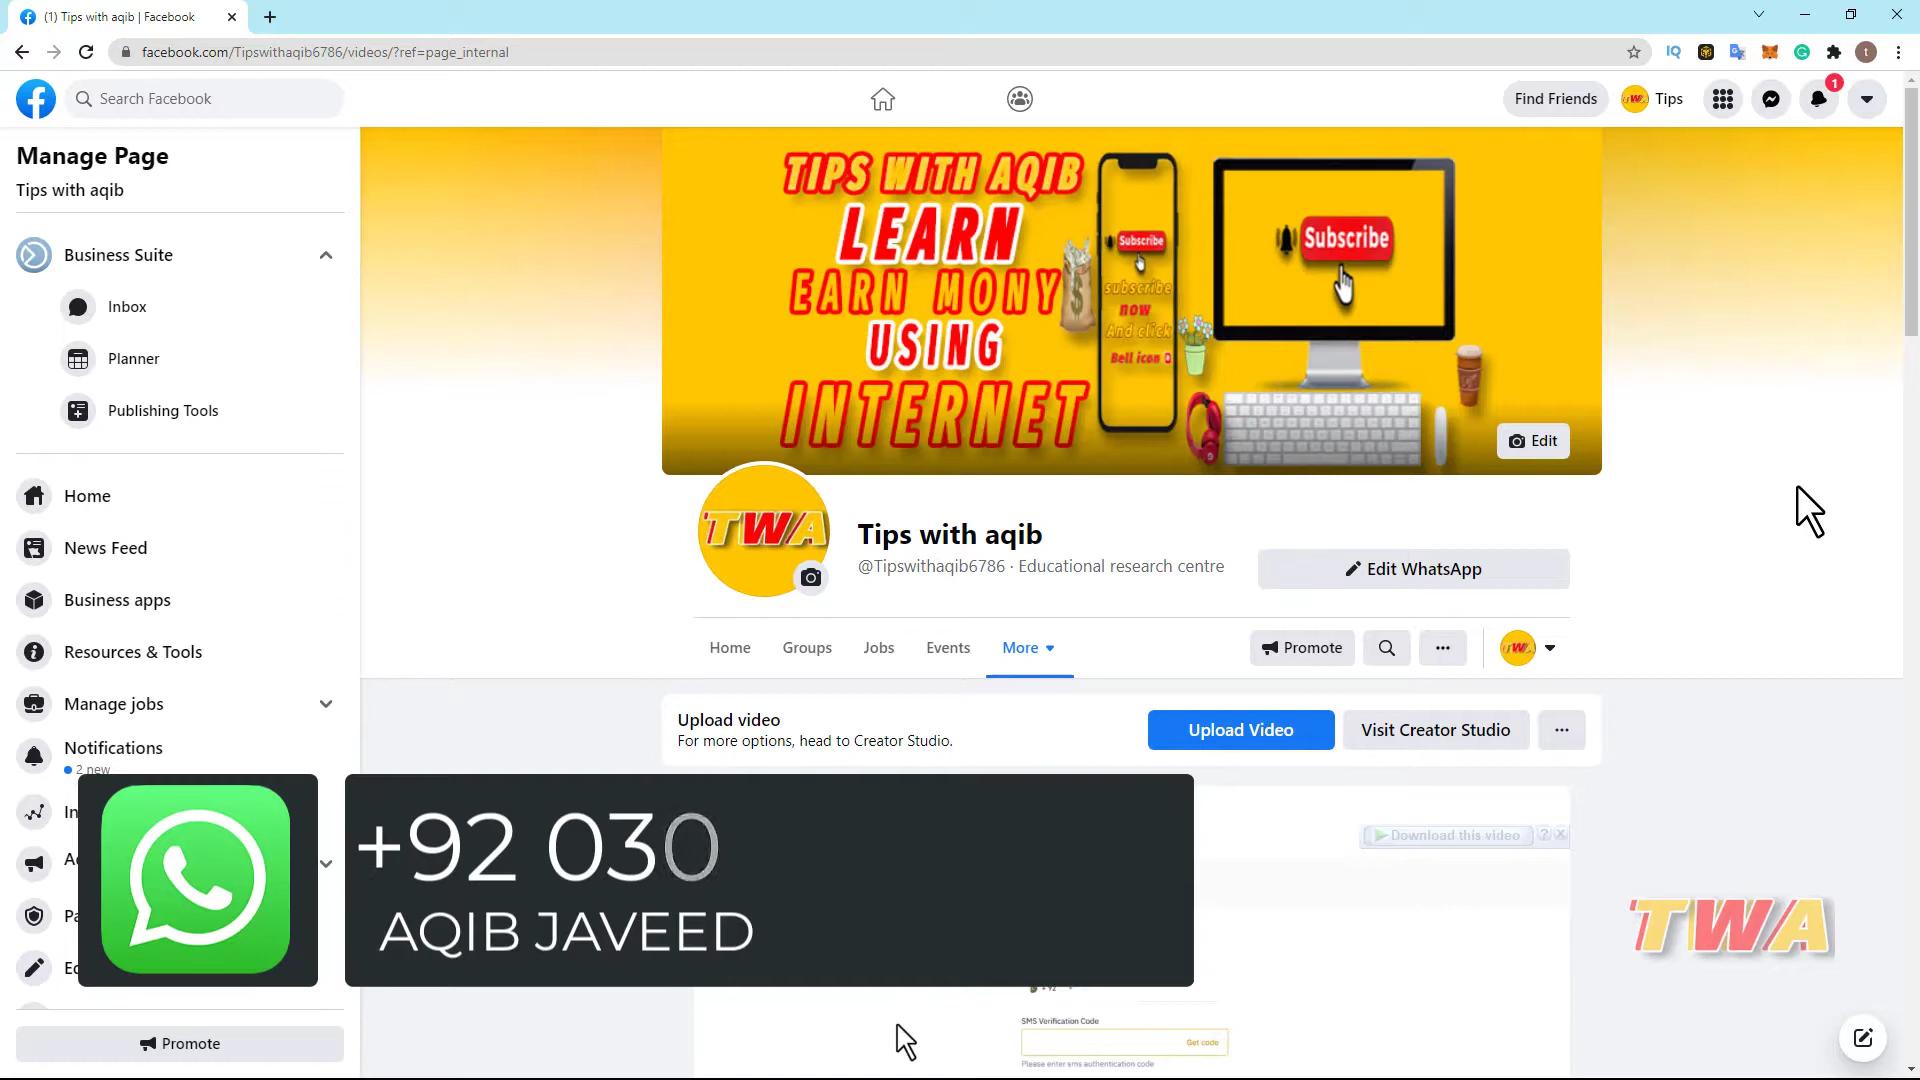 (1) Tips with aqib | Facebook
facebook.com/Tipswithaqib6786/videos/?ref=page_internal
IQ
t
Search Facebook
Find Friends
Tips
1
Manage Page
Tips with aqib
Business Suite
Inbox
Planner
Publishing Tools
Home
News Feed
Business apps
Resources & Tools
Manage jobs
Notifications
2 new
In
Pa
Promote
TIPS WITH AQIB
LEARN
EARN MONY
USING
INTERNET
Subscribe
subscribe
now
And click
Bell icon
Subscribe
Edit
TWA
Tips with aqib
@Tipswithaqib6786 · Educational research centre
Edit WhatsApp
Home
Groups
Jobs
Events
More
Promote
Upload video
For more options, head to Creator Studio.
Upload Video
Visit Creator Studio
Download this video
?
+92 030
AQIB JAVEED
TWA
SMS Verification Code
Get code
Please enter sms authentication code